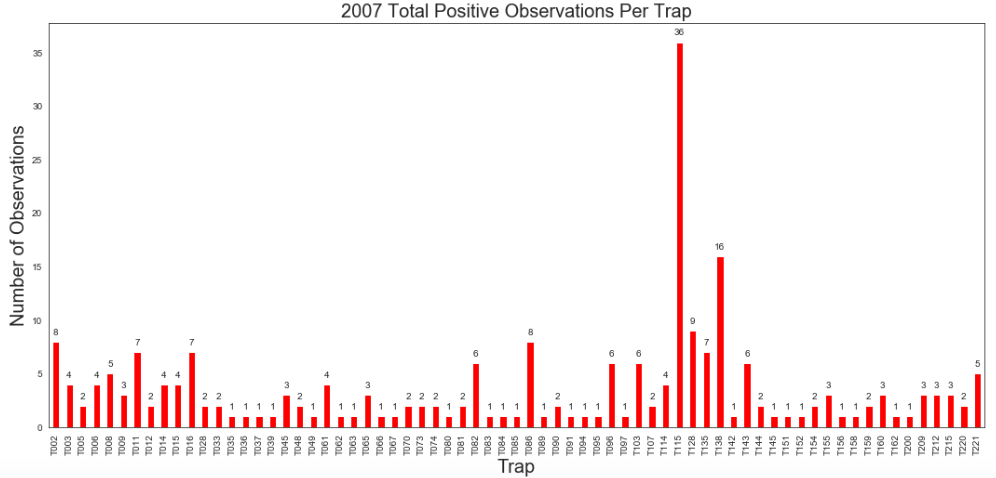 2007 Total Positive Observations Per Trap
Number of Observations
35
30
25
20
15
10
5
0
8 4 2 4 5 3 7 2 4 4 7 2 2 1 1 1 1 3 2 1 4 1 1 3 1 1 2 2 2 1 2 6 1 1 1 8 1 2 1 1 1 6 1 6 2 4 36 9 7 16 1 6 2 1 1 1 2 3 1 1 2 3 1 1 3 3 3 2 5
T002 T003 T005 T006 T008 T009 T011 T012 T014 T015 T016 T028 T033 T035 T036 T037 T039 T045 T048 T049 T061 T062 T063 T065 T066 T067 T070 T073 T074 T080 T081 T082 T083 T084 T085 T086 T089 T090 T091 T094 T095 T096 T097 T103 T107 T114 T115 T128 T135 T138 T142 T143 T144 T145 T151 T152 T154 T155 T156 T158 T159 T160 T162 T200 T209 T212 T215 T220 T221
Trap